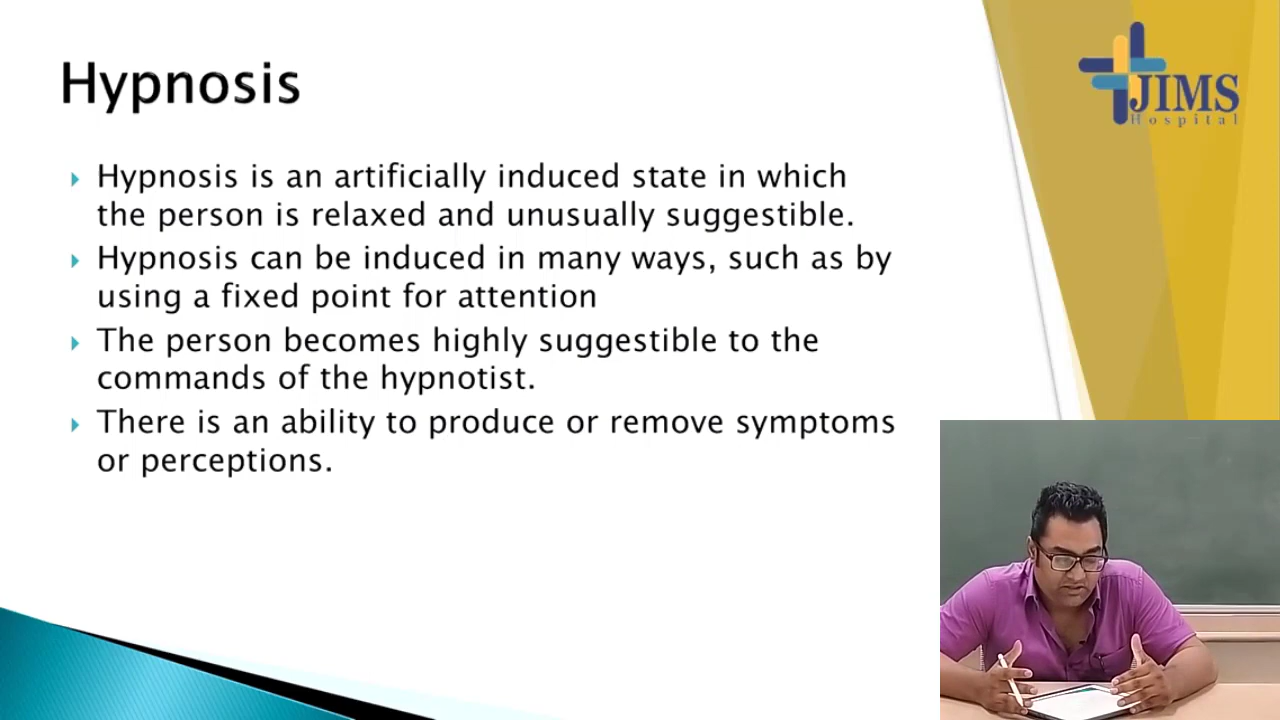 Hypnosis
JIMS
Hospital
Hypnosis is an artificially induced state in which
the person is relaxed and unusually suggestible.
Hypnosis can be induced in many ways, such as by
using a fixed point for attention
The person becomes highly suggestible to the
commands of the hypnotist.
There is an ability to produce or remove symptoms
or perceptions.